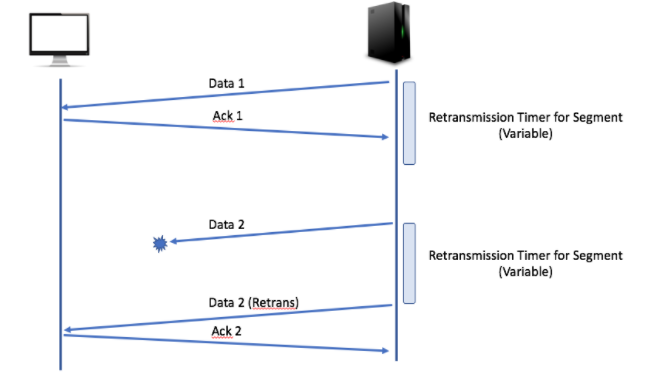 Data 1
Ack 1
Retransmission Timer for Segment
(Variable)
Data 2
Retransmission Timer for Segment
(Variable)
Data 2 (Retrans)
Ack 2